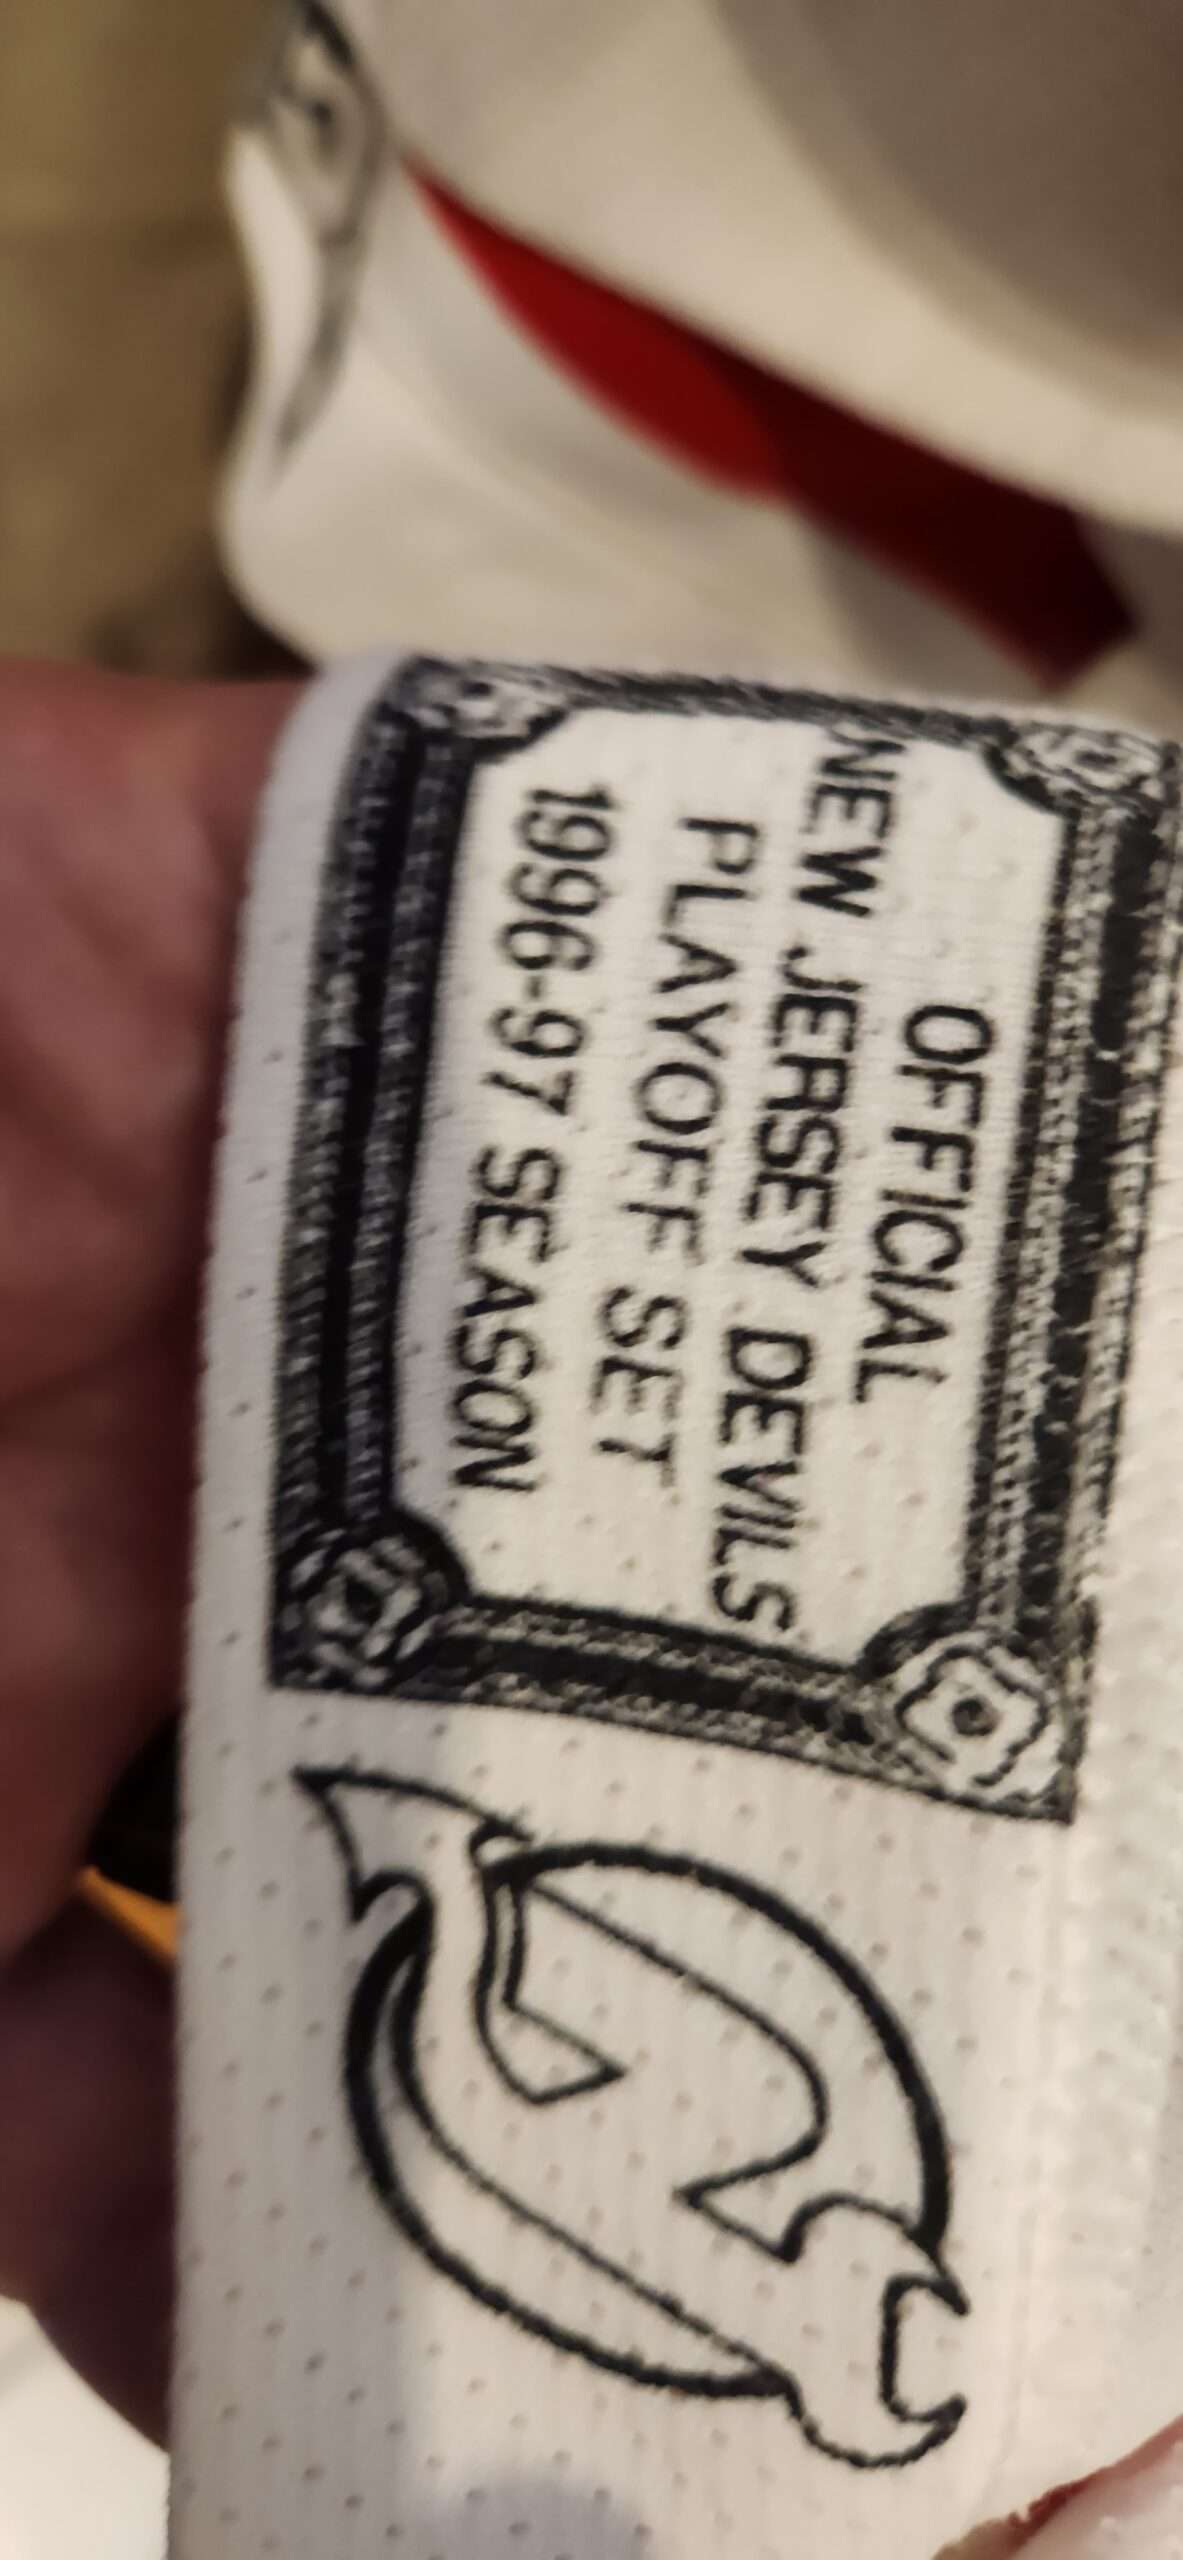 OFFICIAL
NEW JERSEY DEVILS
PLAYOFF SET
1996-97 SEASON